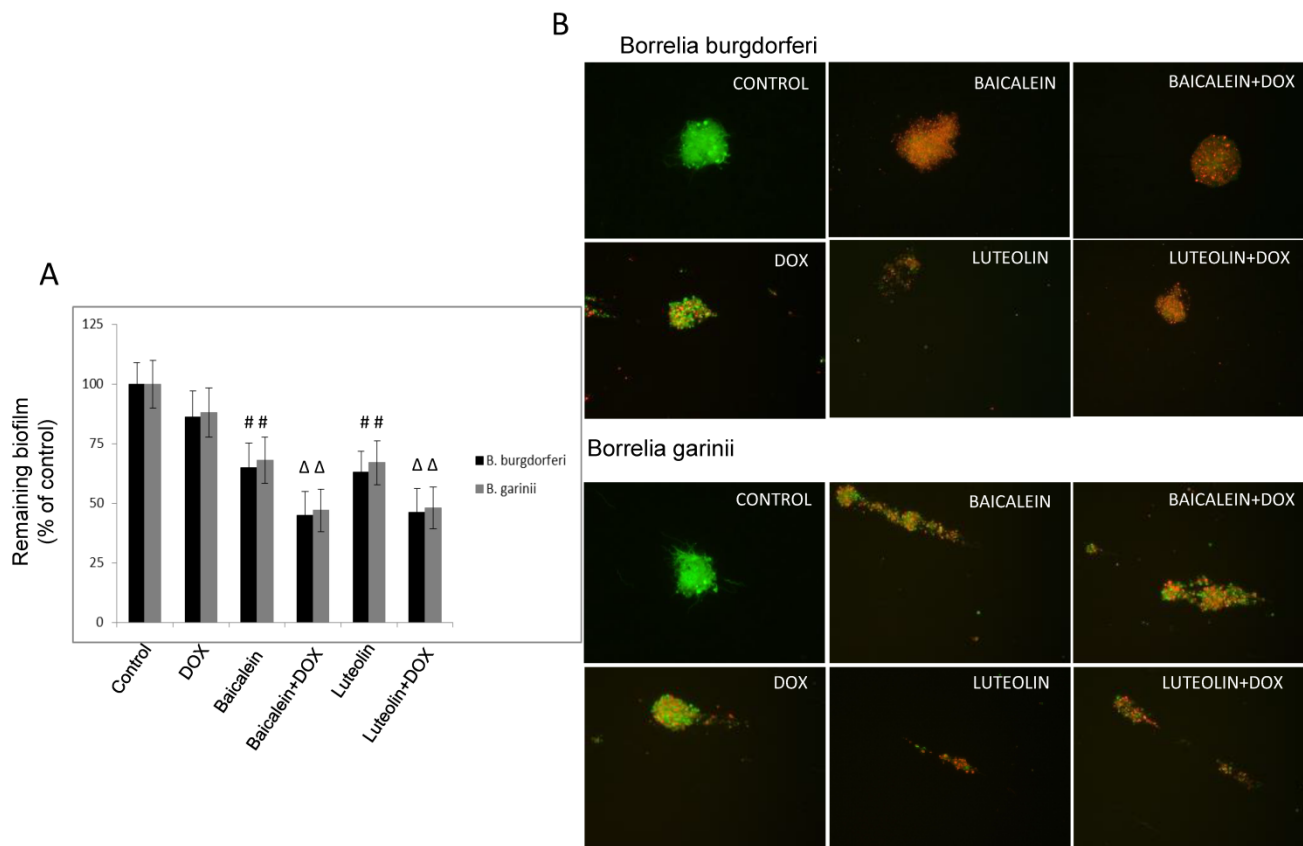 A
Remaining biofilm
(% of control)
125
100
75
50
25
0
# #
Δ Δ
# #
Δ Δ
Control
DOX
Baicalein
Baicalein+DOX
Luteolin
Luteolin+DOX
B. burgdorferi
B. garinii
B
Borrelia burgdorferi
CONTROL
BAICALEIN
BAICALEIN+DOX
DOX
LUTEOLIN
LUTEOLIN+DOX
Borrelia garinii
CONTROL
BAICALEIN
BAICALEIN+DOX
DOX
LUTEOLIN
LUTEOLIN+DOX